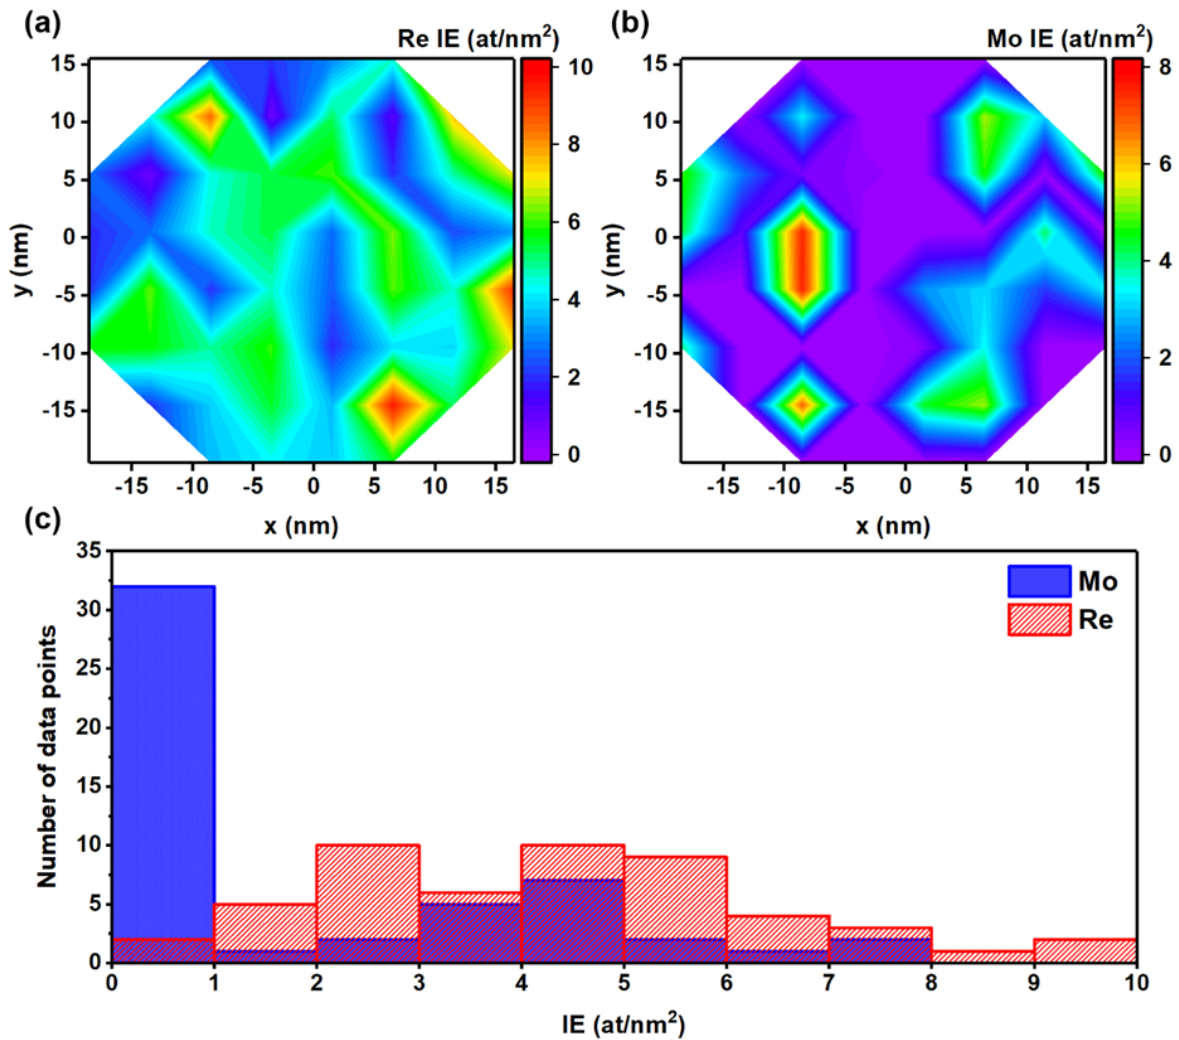 (a)
Re IE (at/nm²)
(b)
Mo IE (at/nm²)
15
10
5
0
-5
-10
-15
y (nm)
-15 -10 -5 0 5 10 15
x (nm)
10
8
6
4
2
0
15
10
5
0
-5
-10
-15
y (nm)
-15 -10 -5 0 5 10 15
x (nm)
8
6
4
2
0
(c)
35
30
25
20
15
10
5
0
Number of data points
Mo
Re
0 1 2 3 4 5 6 7 8 9 10
IE (at/nm²)